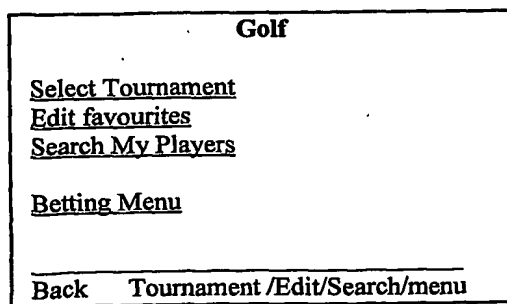 Golf
Select Tournament
Edit favourites
Search My Players
Betting Menu
Back Tournament /Edit/Search/menu